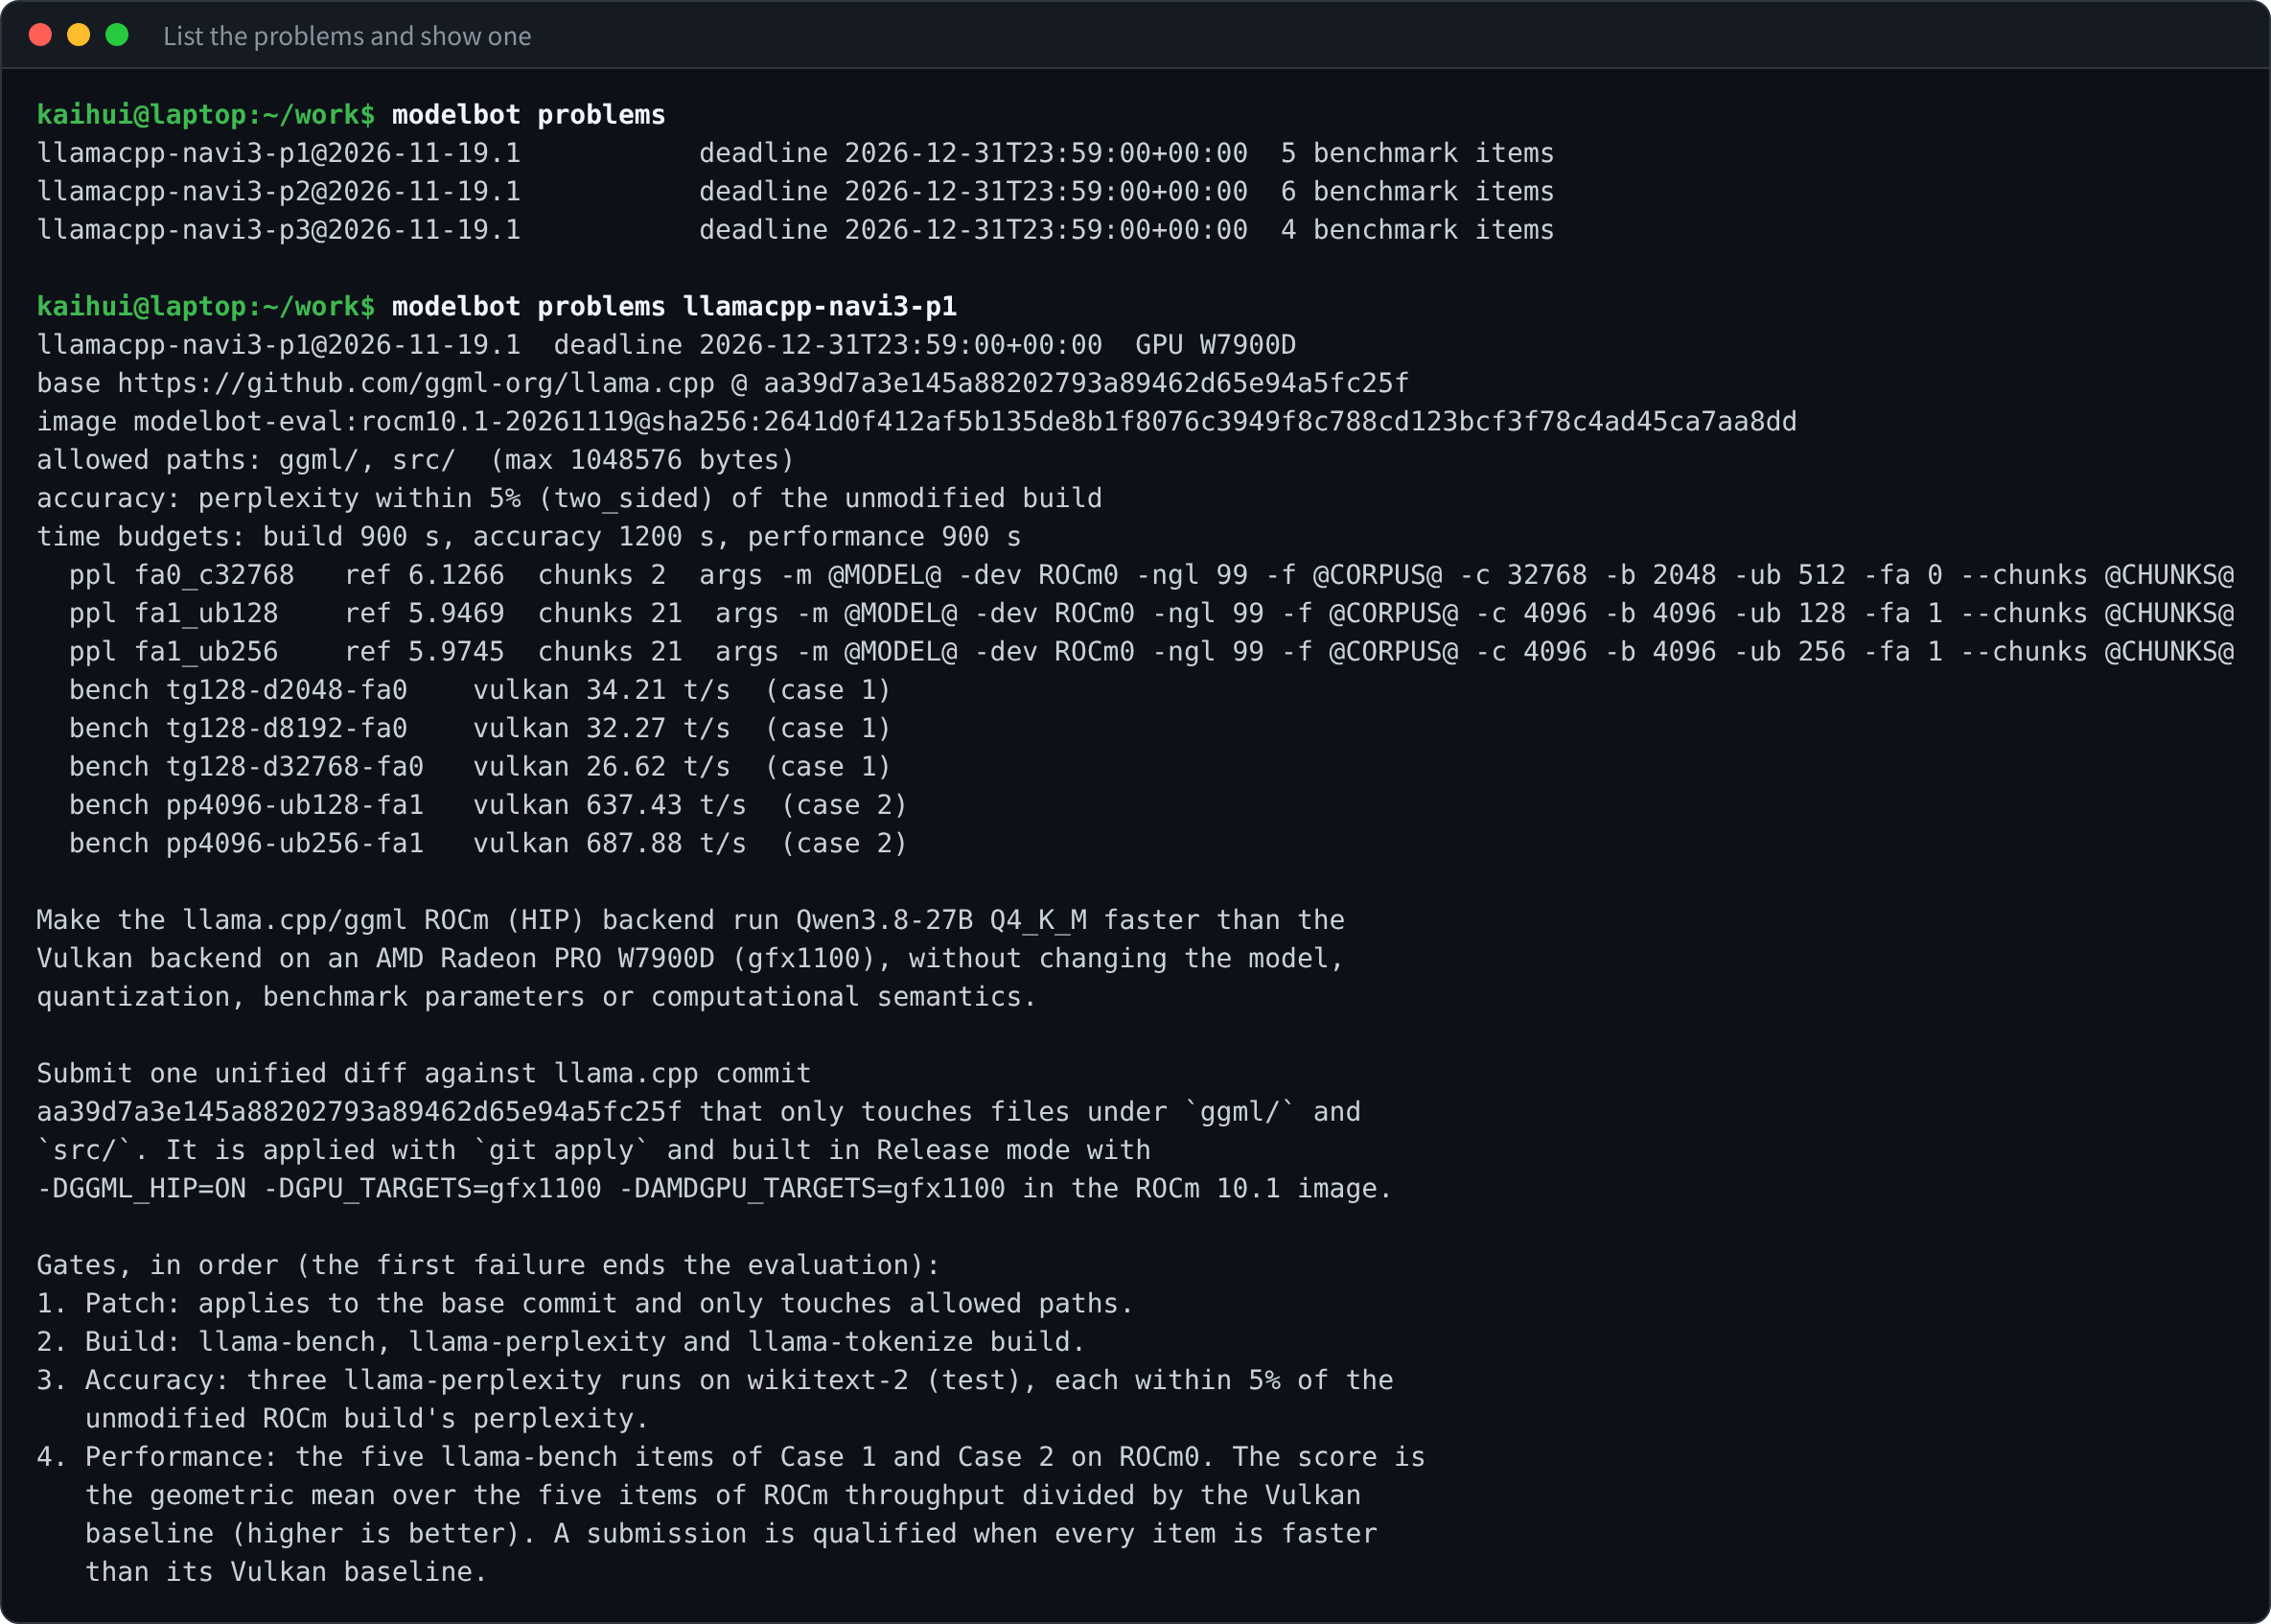 List the problems and show one
kaihui@laptop:~/work$ modelbot problems
llamacpp-navi3-p1@2026-11-19.1           deadline 2026-12-31T23:59:00+00:00  5 benchmark items
llamacpp-navi3-p2@2026-11-19.1           deadline 2026-12-31T23:59:00+00:00  6 benchmark items
llamacpp-navi3-p3@2026-11-19.1           deadline 2026-12-31T23:59:00+00:00  4 benchmark items
kaihui@laptop:~/work$ modelbot problems llamacpp-navi3-p1
llamacpp-navi3-p1@2026-11-19.1  deadline 2026-12-31T23:59:00+00:00  GPU W7900D
base https://github.com/ggml-org/llama.cpp @ aa39d7a3e145a88202793a89462d65e94a5fc25f
image modelbot-eval:rocm10.1-20261119@sha256:2641d0f412af5b135de8b1f8076c3949f8c788cd123bcf3f78c4ad45ca7aa8dd
allowed paths: ggml/, src/  (max 1048576 bytes)
accuracy: perplexity within 5% (two_sided) of the unmodified build
time budgets: build 900 s, accuracy 1200 s, performance 900 s
  ppl fa0_c32768   ref 6.1266  chunks 2  args -m @MODEL@ -dev ROCm0 -ngl 99 -f @CORPUS@ -c 32768 -b 2048 -ub 512 -fa 0 --chunks @CHUNKS@
  ppl fa1_ub128    ref 5.9469  chunks 21  args -m @MODEL@ -dev ROCm0 -ngl 99 -f @CORPUS@ -c 4096 -b 4096 -ub 128 -fa 1 --chunks @CHUNKS@
  ppl fa1_ub256    ref 5.9745  chunks 21  args -m @MODEL@ -dev ROCm0 -ngl 99 -f @CORPUS@ -c 4096 -b 4096 -ub 256 -fa 1 --chunks @CHUNKS@
  bench tg128-d2048-fa0    vulkan 34.21 t/s  (case 1)
  bench tg128-d8192-fa0    vulkan 32.27 t/s  (case 1)
  bench tg128-d32768-fa0   vulkan 26.62 t/s  (case 1)
  bench pp4096-ub128-fa1   vulkan 637.43 t/s  (case 2)
  bench pp4096-ub256-fa1   vulkan 687.88 t/s  (case 2)
Make the llama.cpp/ggml ROCm (HIP) backend run Qwen3.8-27B Q4_K_M faster than the
Vulkan backend on an AMD Radeon PRO W7900D (gfx1100), without changing the model,
quantization, benchmark parameters or computational semantics.
Submit one unified diff against llama.cpp commit
aa39d7a3e145a88202793a89462d65e94a5fc25f that only touches files under `ggml/` and
`src/`. It is applied with `git apply` and built in Release mode with
-DGGML_HIP=ON -DGPU_TARGETS=gfx1100 -DAMDGPU_TARGETS=gfx1100 in the ROCm 10.1 image.
Gates, in order (the first failure ends the evaluation):
1. Patch: applies to the base commit and only touches allowed paths.
2. Build: llama-bench, llama-perplexity and llama-tokenize build.
3. Accuracy: three llama-perplexity runs on wikitext-2 (test), each within 5% of the
   unmodified ROCm build's perplexity.
4. Performance: the five llama-bench items of Case 1 and Case 2 on ROCm0. The score is
   the geometric mean over the five items of ROCm throughput divided by the Vulkan
   baseline (higher is better). A submission is qualified when every item is faster
   than its Vulkan baseline.